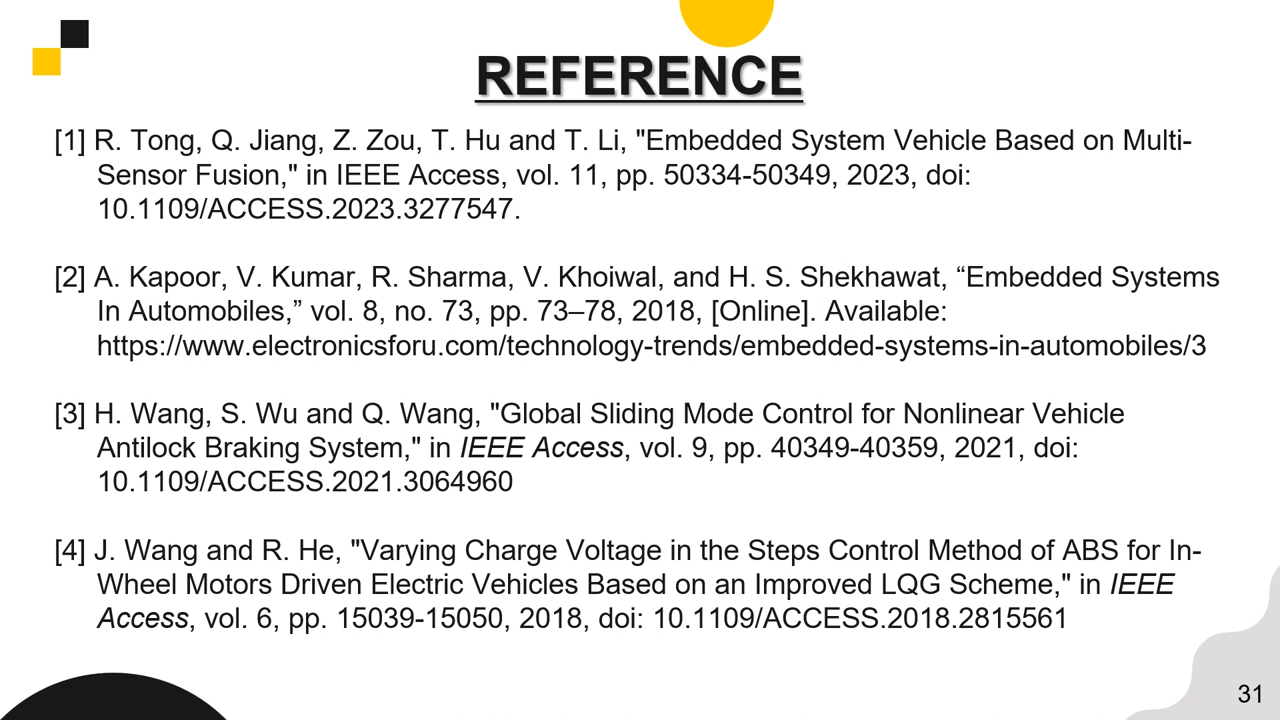 REFERENCE
[1] R. Tong, Q. Jiang, Z. Zou, T. Hu and T. Li, "Embedded System Vehicle Based on Multi-
Sensor Fusion," in IEEE Access, vol. 11, pp. 50334-50349, 2023, doi:
10.1109/ACCESS.2023.3277547.
[2] A. Kapoor, V. Kumar, R. Sharma, V. Khoiwal, and H. S. Shekhawat, “Embedded Systems
In Automobiles,” vol. 8, no. 73, pp. 73–78, 2018, [Online]. Available:
https://www.electronicsforu.com/technology-trends/embedded-systems-in-automobiles/3
[3] H. Wang, S. Wu and Q. Wang, "Global Sliding Mode Control for Nonlinear Vehicle
Antilock Braking System," in IEEE Access, vol. 9, pp. 40349-40359, 2021, doi:
10.1109/ACCESS.2021.3064960
[4] J. Wang and R. He, "Varying Charge Voltage in the Steps Control Method of ABS for In-
Wheel Motors Driven Electric Vehicles Based on an Improved LQG Scheme," in IEEE
Access, vol. 6, pp. 15039-15050, 2018, doi: 10.1109/ACCESS.2018.2815561
31